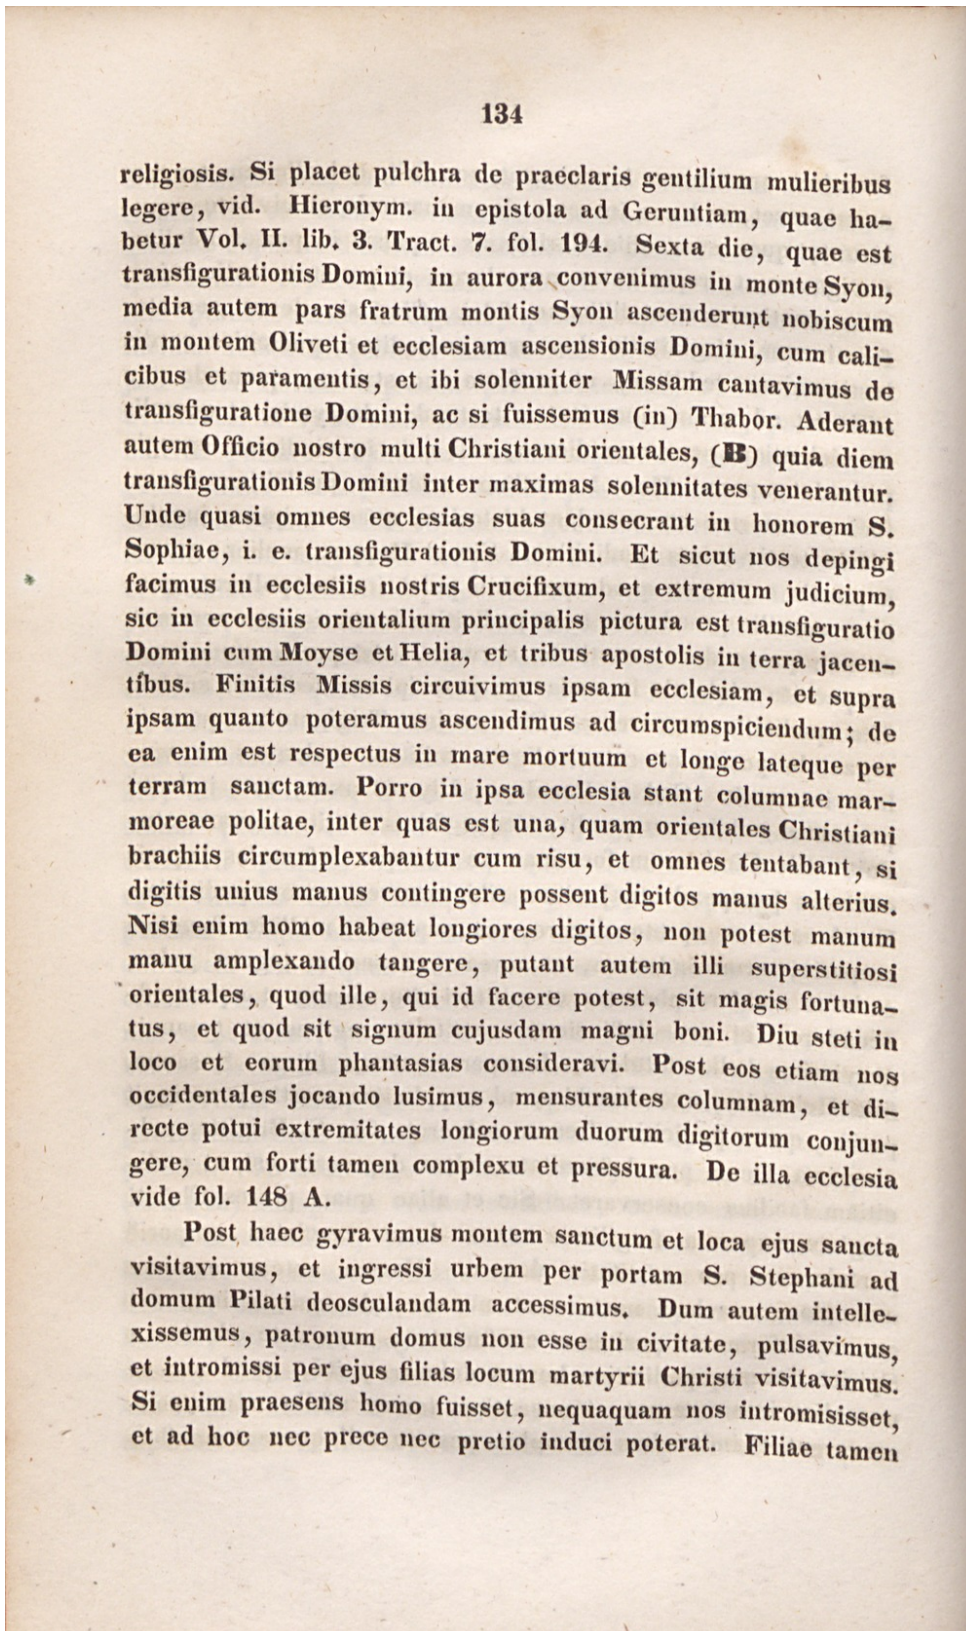 134
religiosis. Si placet pulchra de praeclaris gentilium mulieribus
legere, vid. Hieronym. in epistola ad Geruntiam, quae ha-
betur Vol. II. lib. 3. Tract. 7. fol. 194. Sexta die, quae est
transfigurationis Domini, in aurora convenimus in monte Syon,
media autem pars fratrum montis Syon ascenderunt nobiscum
in montem Oliveti et ecclesiam ascensionis Domini, cum cali-
cibus et paramentis, et ibi solenniter Missam cantavimus de
transfiguratione Domini, ac si fuissemus (in) Thabor. Aderant
autem Officio nostro multi Christiani orientales, (B) quia diem
transfigurationis Domini inter maximas solennitates venerantur.
Unde quasi omnes ecclesias suas consecrant in honorem S.
Sophiae, i. e. transfigurationis Domini. Et sicut nos depingi
facimus in ecclesiis nostris Crucifixum, et extremum judicium,
sic in ecclesiis orientalium principalis pictura est transfiguratio
Domini cum Moyse et Helia, et tribus apostolis in terra jacen-
tibus. Finitis Missis circuivimus ipsam ecclesiam, et supra
ipsam quanto poteramus ascendimus ad circumspiciendum; de
ea enim est respectus in mare mortuum et longe lateque per
terram sanctam. Porro in ipsa ecclesia stant columnae mar-
moreae politae, inter quas est una, quam orientales Christiani
brachiis circumplexabantur cum risu, et omnes tentabant, si
digitis unius manus contingere possent digitos manus alterius.
Nisi enim homo habeat longiores digitos, non potest manum
manu amplexando tangere, putant autem illi superstitiosi
orientales, quod ille, qui id facere potest, sit magis fortuna-
tus, et quod sit signum cujusdam magni boni. Diu steti in
loco et eorum phantasias consideravi. Post eos etiam nos
occidentales jocando lusimus, mensurantes columnam, et di-
recte potui extremitates longiorum duorum digitorum conjun-
gere, cum forti tamen complexu et pressura. De illa ecclesia
vide fol. 148 A.
Post haec gyravimus montem sanctum et loca ejus sancta
visitavimus, et ingressi urbem per portam S. Stephani ad
domum Pilati deosculandam accessimus. Dum autem intelle-
xissemus, patronum domus non esse in civitate, pulsavimus,
et intromissi per ejus filias locum martyrii Christi visitavimus.
Si enim praesens homo fuisset, nequaquam nos intromisisset,
et ad hoc nec prece nec pretio induci poterat. Filiae tamen